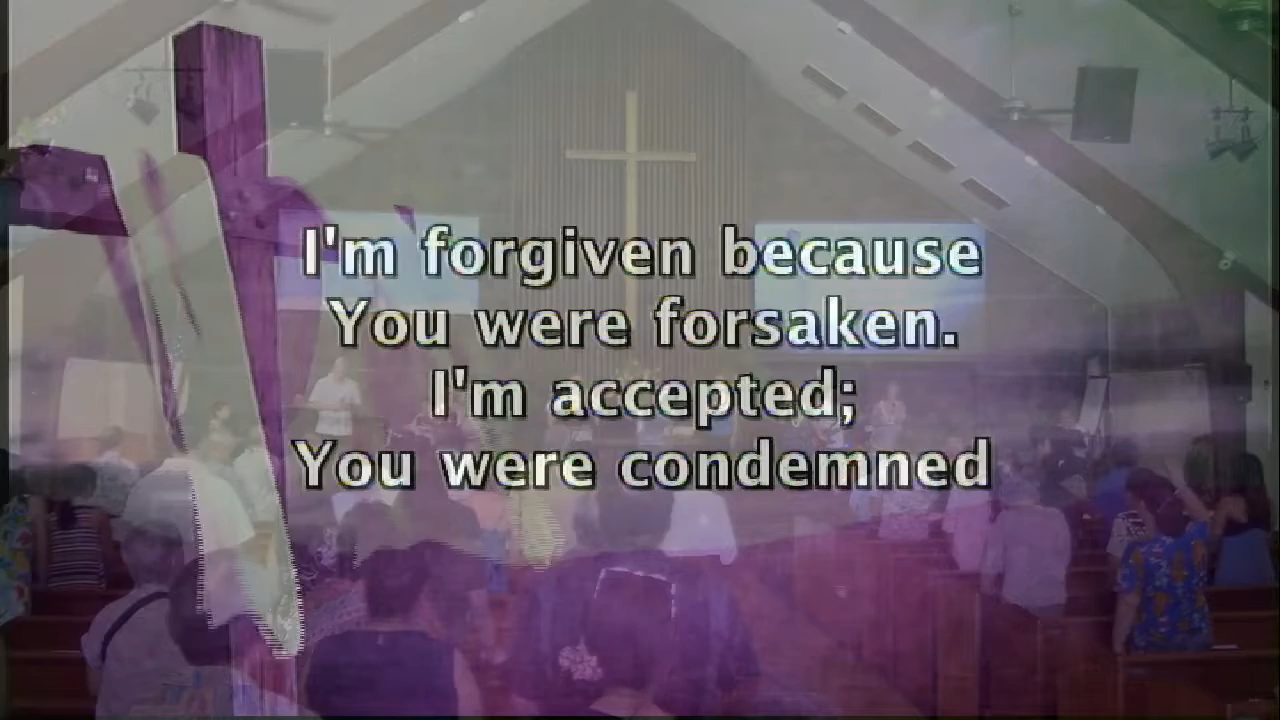 I'm forgiven because
You were forsaken.
I'm accepted;
You were condemned